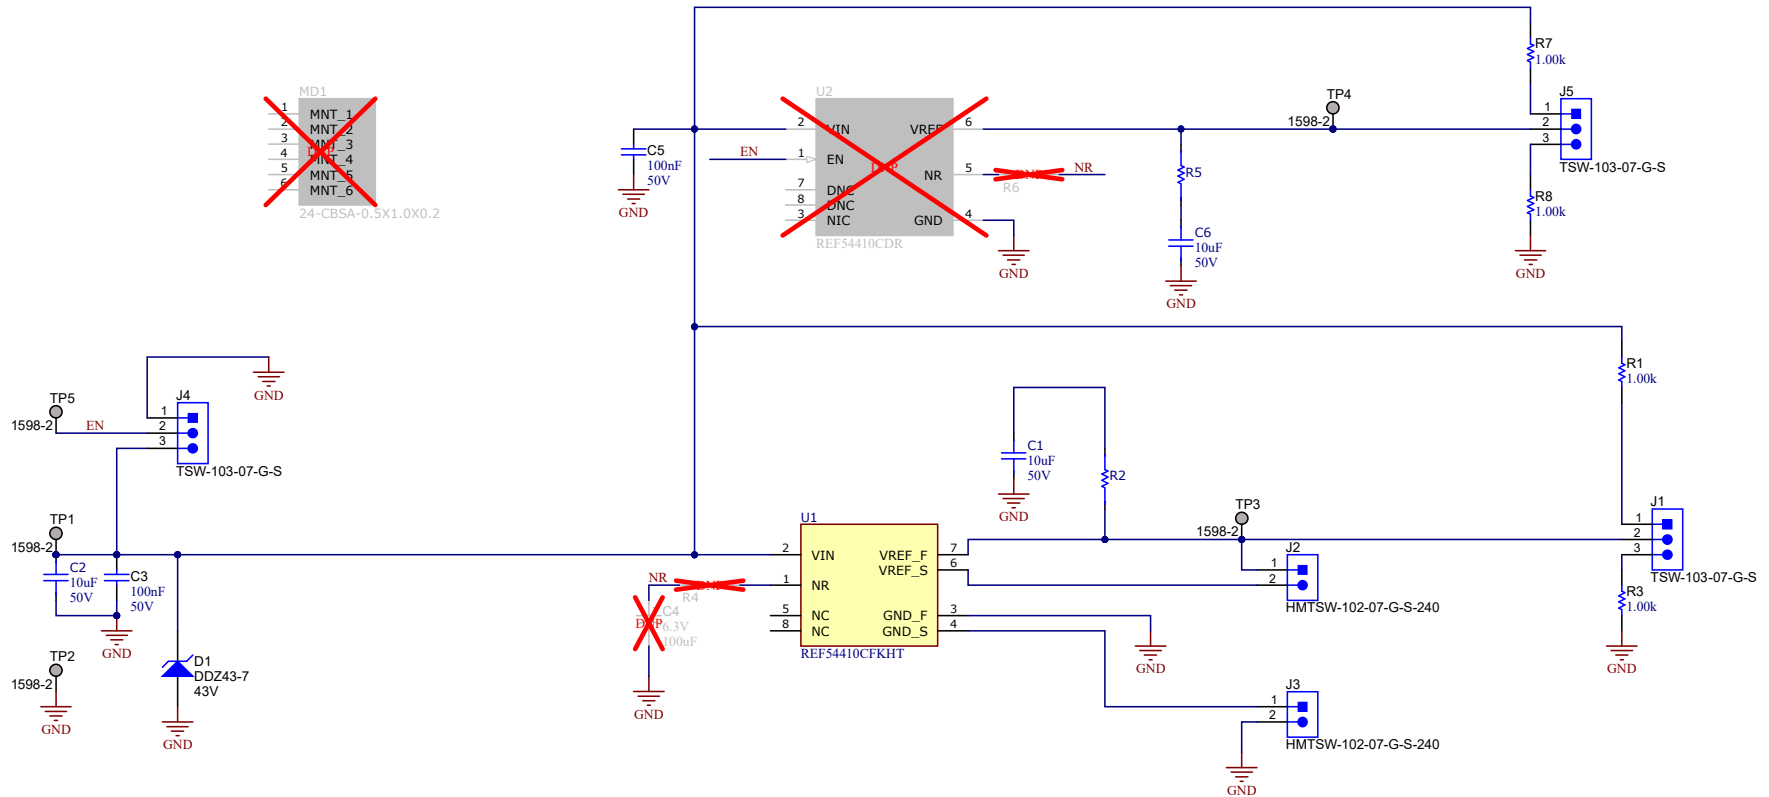 R7
1.00k
J5
1
2
3
TSW-103-07-G-S
R8
1.00k
GND
MD1
1
2
3
4
5
6
MNT_1
MNT_2
MNT_3
MNT_4
MNT_5
MNT_6
24-CBSA-0.5X1.0X0.2
C5
100nF
50V
GND
U2
2
VIN
EN
1
EN
7
DNC
8
DNC
3
NIC
VREF
6
NR
5
GND
4
REF54410CDR
R6
NR
GND
TP4
1598-2
R5
C6
10uF
50V
GND
GND
TP5
1598-2
EN
J4
1
2
3
TSW-103-07-G-S
TP1
1598-2
C2
10uF
50V
C3
100nF
50V
GND
TP2
1598-2
GND
D1
DDZ43-7
43V
GND
NR
R4
C4
6.3V
100uF
GND
U1
2
VIN
1
NR
5
NC
8
NC
VREF_F
7
VREF_S
6
GND_F
3
GND_S
4
REF54410CFKHT
C1
10uF
50V
GND
R2
TP3
1598-2
J2
1
2
HMTSW-102-07-G-S-240
GND
J3
1
2
HMTSW-102-07-G-S-240
GND
R1
1.00k
J1
1
2
3
TSW-103-07-G-S
R3
1.00k
GND